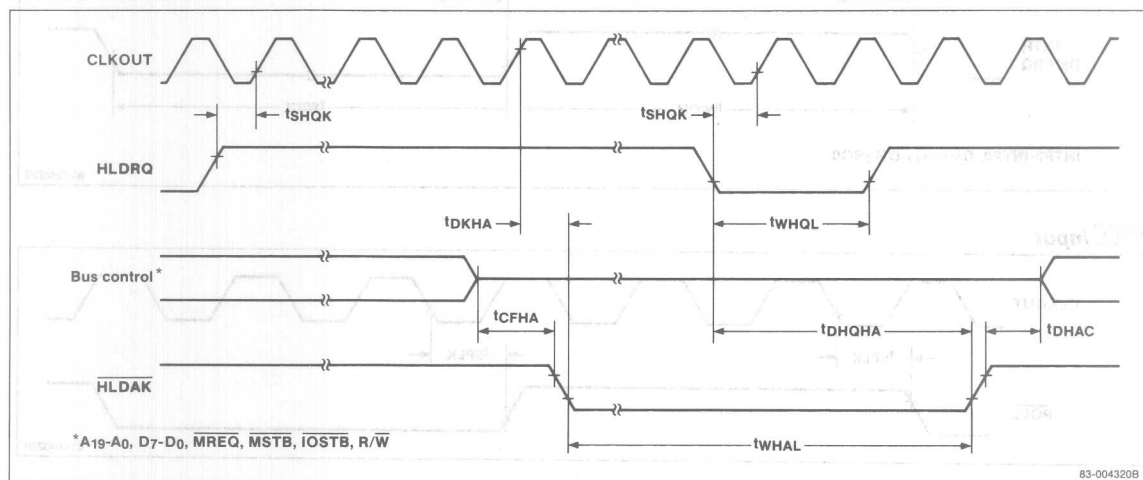 CLKOUT
tSHQK
tSHQK
HLDRQ
tDKHA
tWHQL
Bus control*
tCFHA
tDHQHA
tDHAC
HLDAK
tWHAL
*A19-A0, D7-D0, MREQ, MSTB, IOSTB, R/W
83-004320B